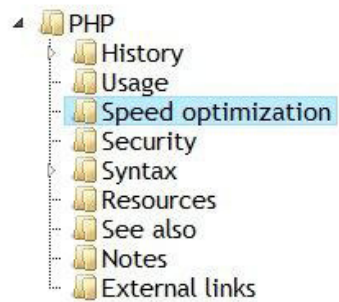 PHP
History
Usage
Speed optimization
Security
Syntax
Resources
See also
Notes
External links